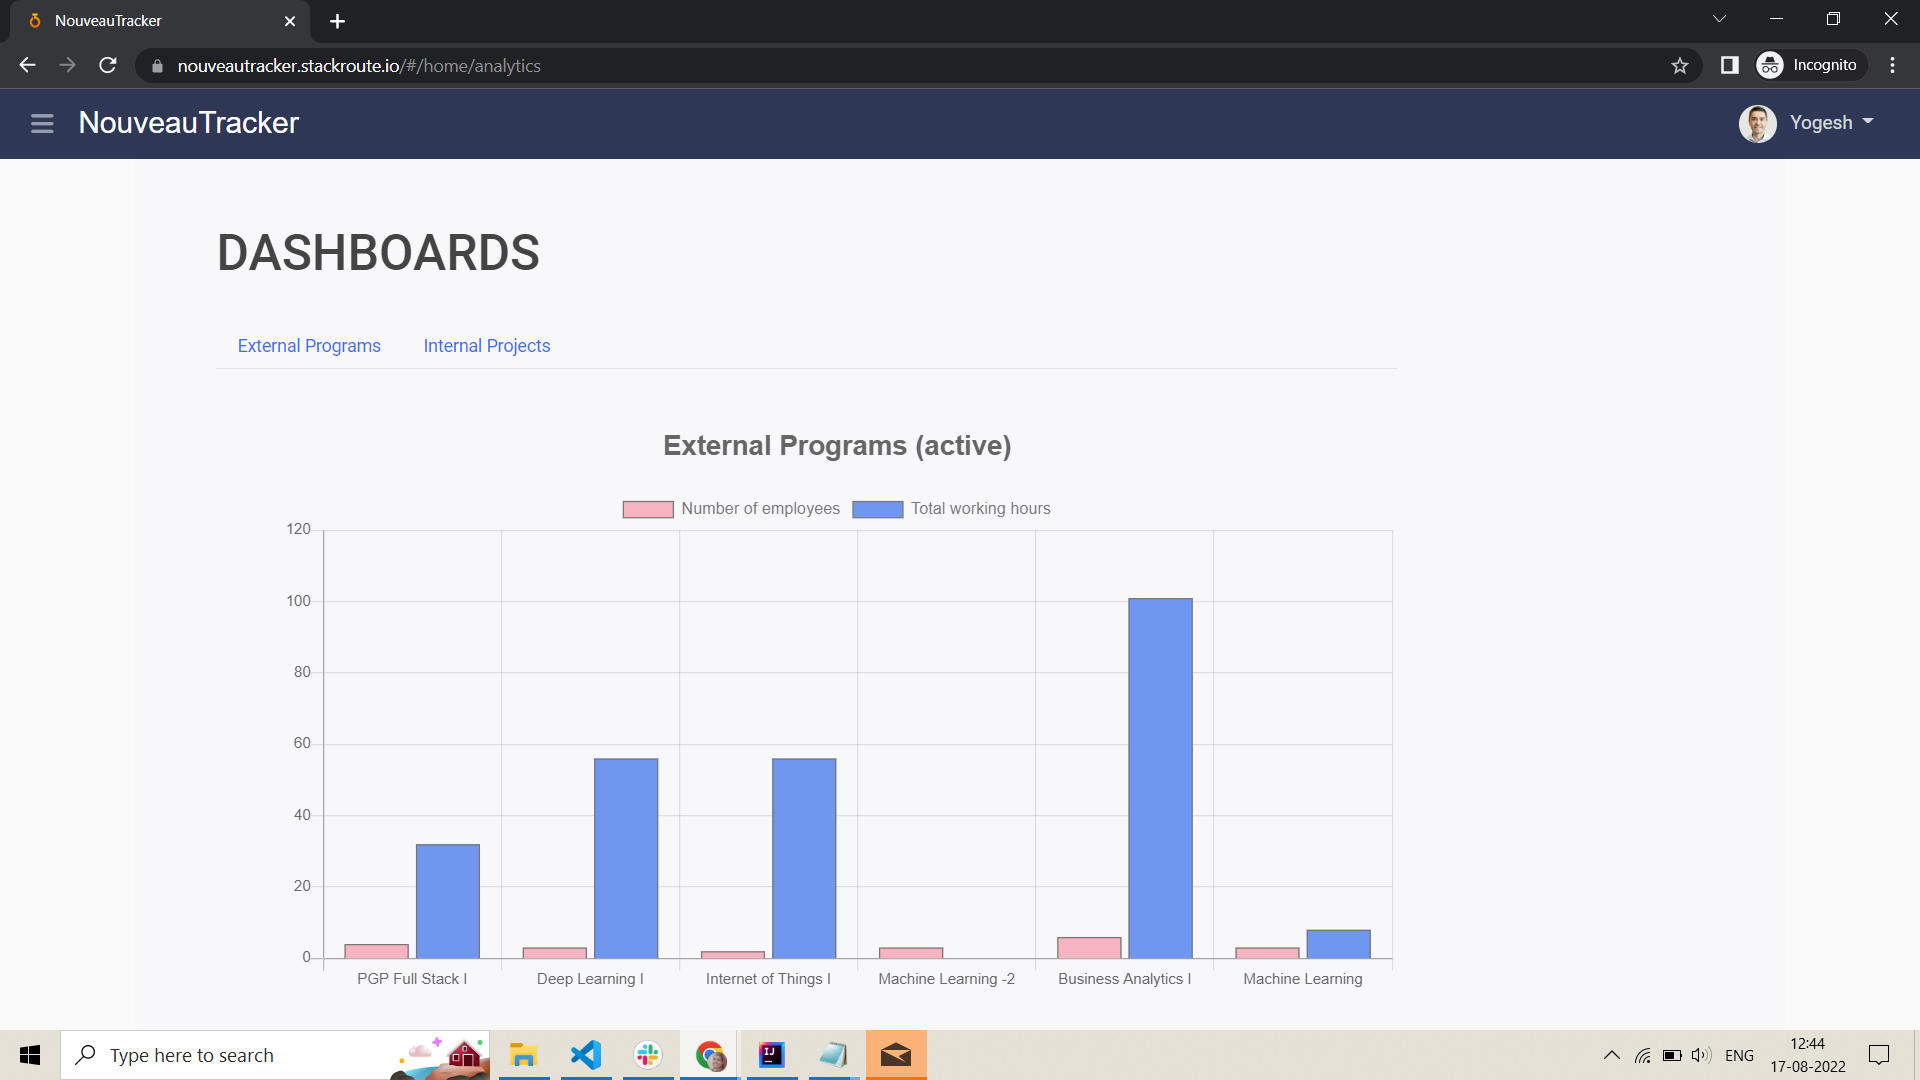 NouveauTracker
nouveautracker.stackroute.io/#/home/analytics
Incognito
NouveauTracker
Yogesh
DASHBOARDS
External Programs Internal Projects
External Programs (active)
Number of employees Total working hours
120
100
80
60
40
20
0
PGP Full Stack I Deep Learning I Internet of Things I Machine Learning -2 Business Analytics I Machine Learning
Type here to search
IJ
ENG
12:44
17-08-2022